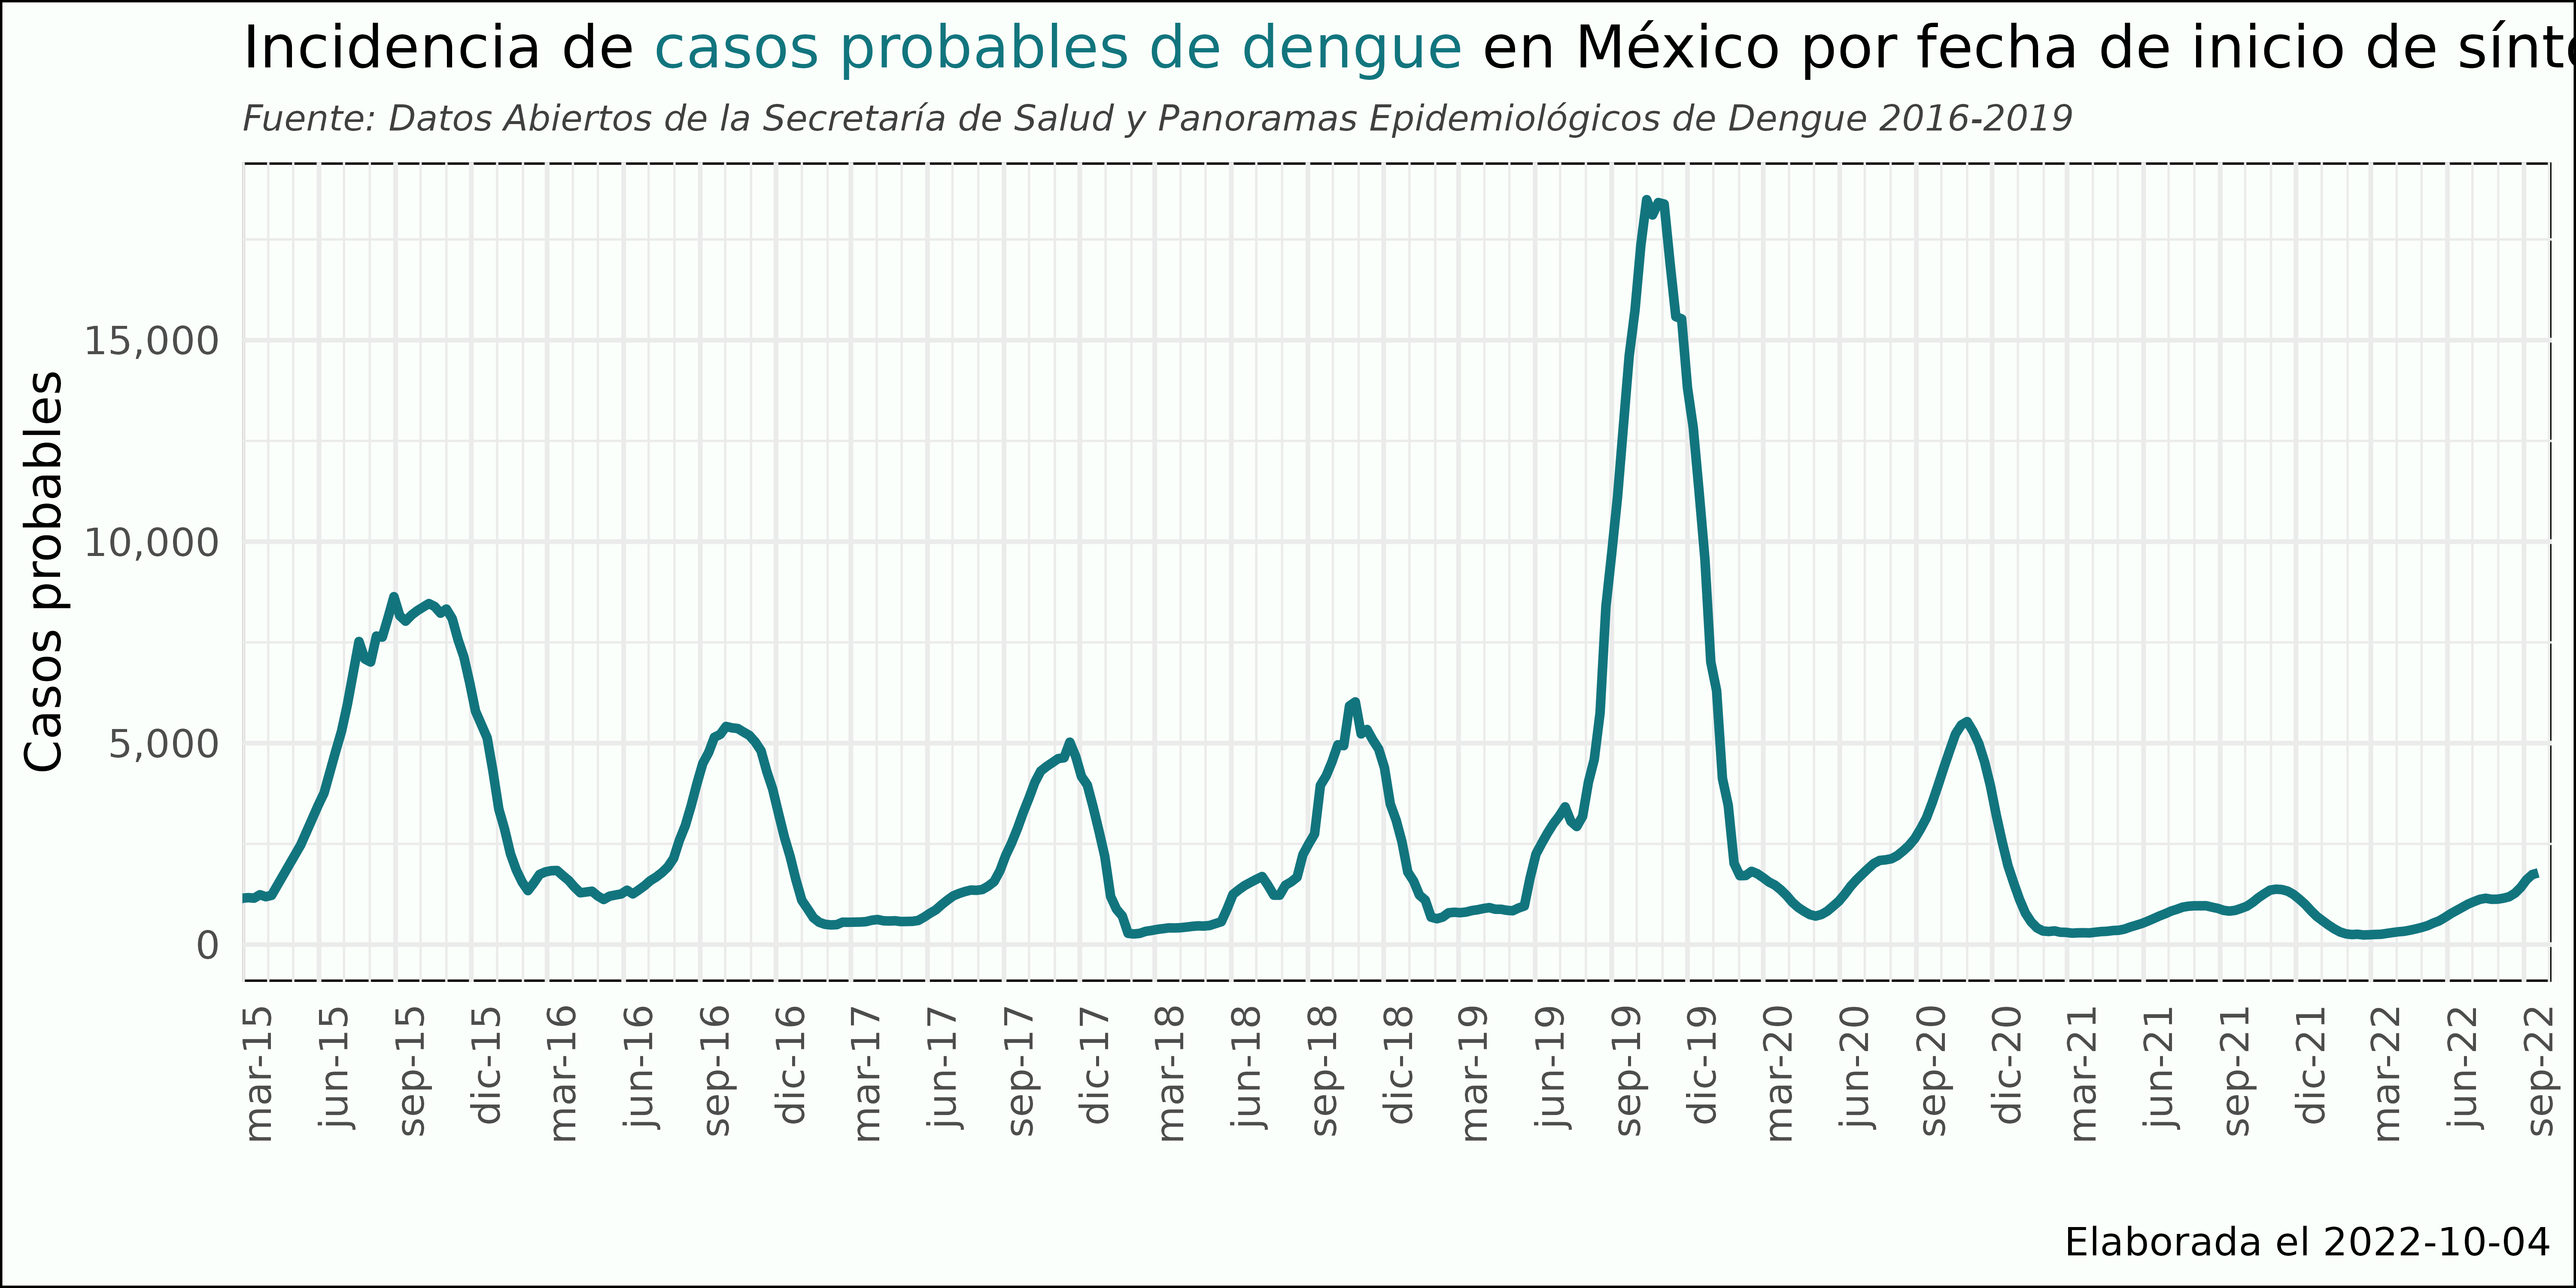 Incidencia de casos probables de dengue en México por fecha de inicio de sínt
Fuente: Datos Abiertos de la Secretaría de Salud y Panoramas Epidemiológicos de Dengue 2016-2019
Casos probables
15,000
10,000
5,000
0
mar-15
jun-15
sep-15
dic-15
mar-16
jun-16
sep-16
dic-16
mar-17
jun-17
sep-17
dic-17
mar-18
jun-18
sep-18
dic-18
mar-19
jun-19
sep-19
dic-19
mar-20
jun-20
sep-20
dic-20
mar-21
jun-21
sep-21
dic-21
mar-22
jun-22
sep-22
Elaborada el 2022-10-04